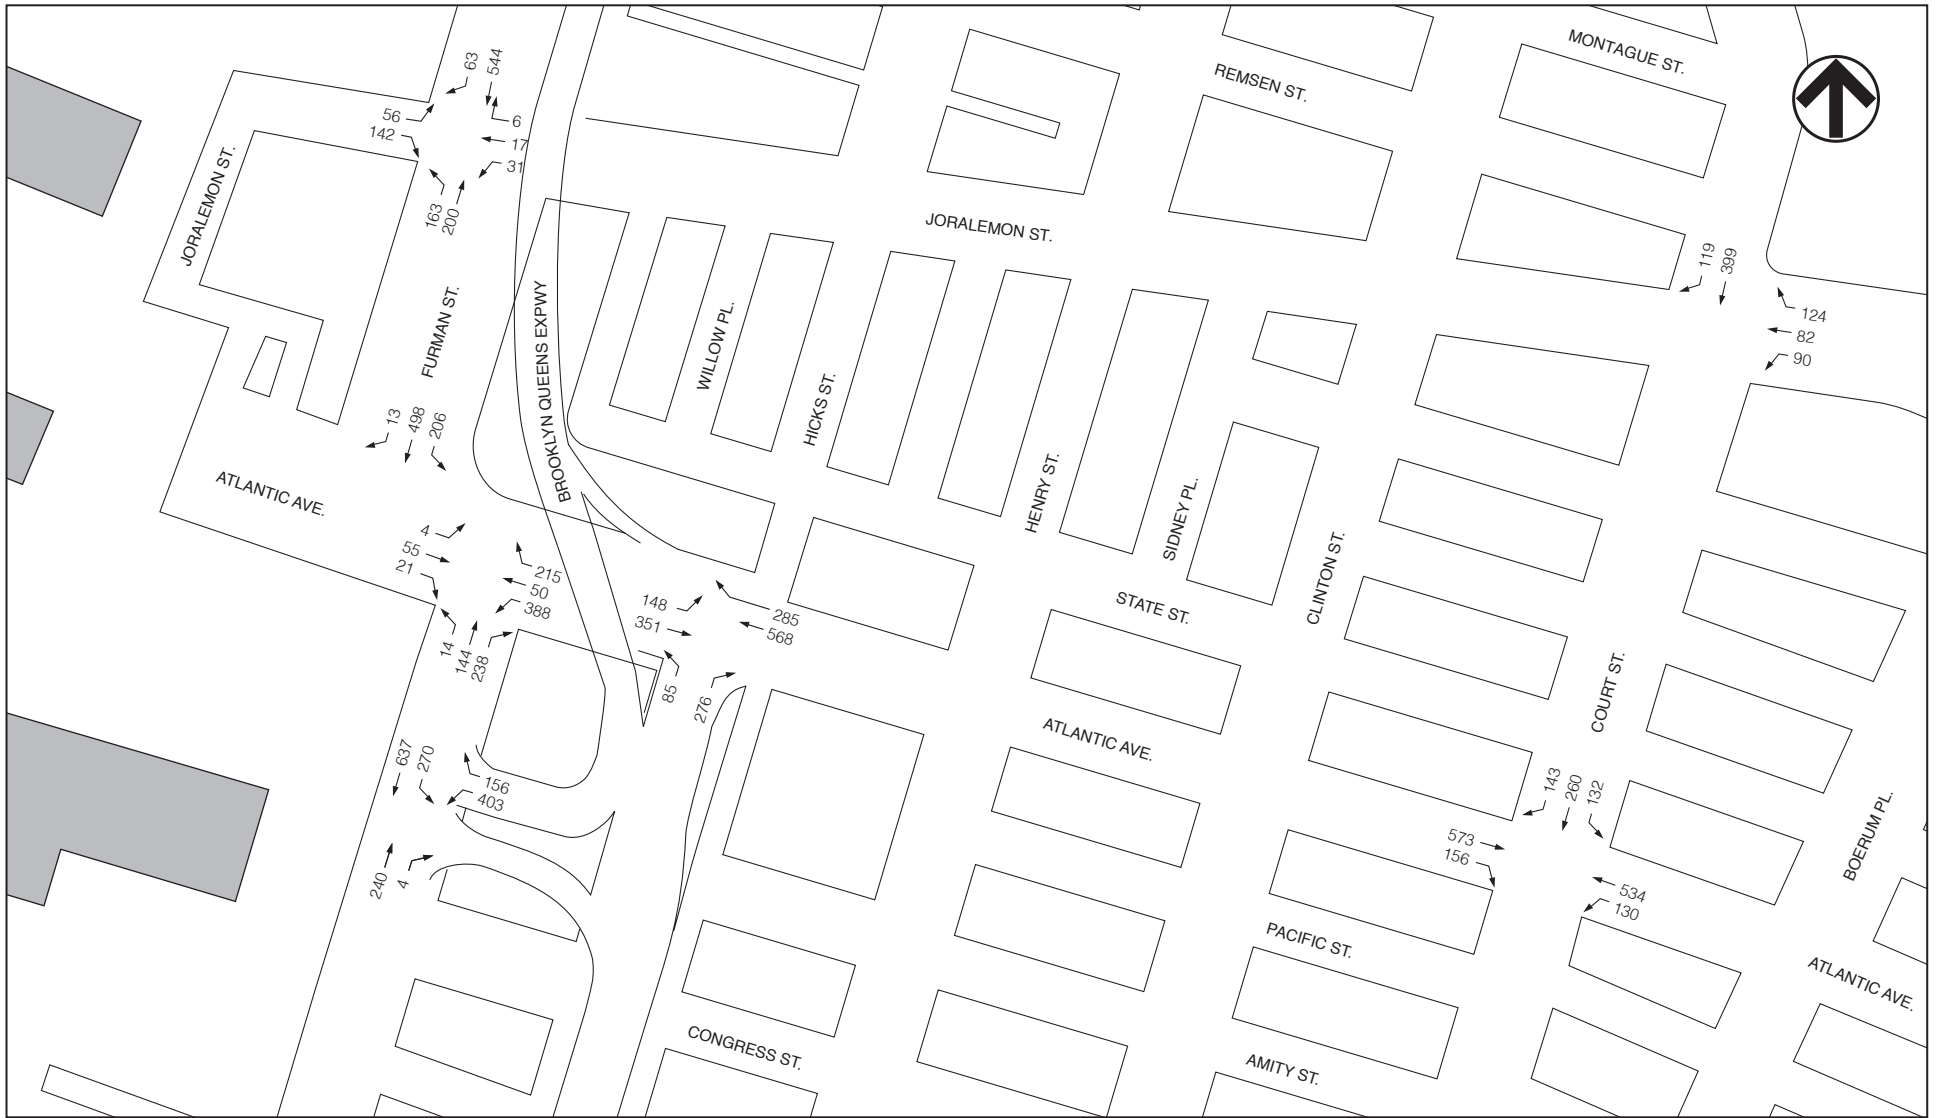 MONTAGUE ST.
REMSEN ST.
63
544
56
6
142
17
31
JORALEMON ST.
163
200
JORALEMON ST.
119
399
124
82
90
FURMAN ST.
BROOKLYN QUEENS EXPWY
WILLOW PL.
HICKS ST.
13
498
206
ATLANTIC AVE.
HENRY ST.
SIDNEY PL.
CLINTON ST.
4
55
21
215
50
388
148
351
285
568
STATE ST.
14
144
238
85
276
COURT ST.
ATLANTIC AVE.
637
270
156
403
143
260
132
573
156
BOERUM PL.
240
4
534
130
PACIFIC ST.
ATLANTIC AVE.
CONGRESS ST.
AMITY ST.